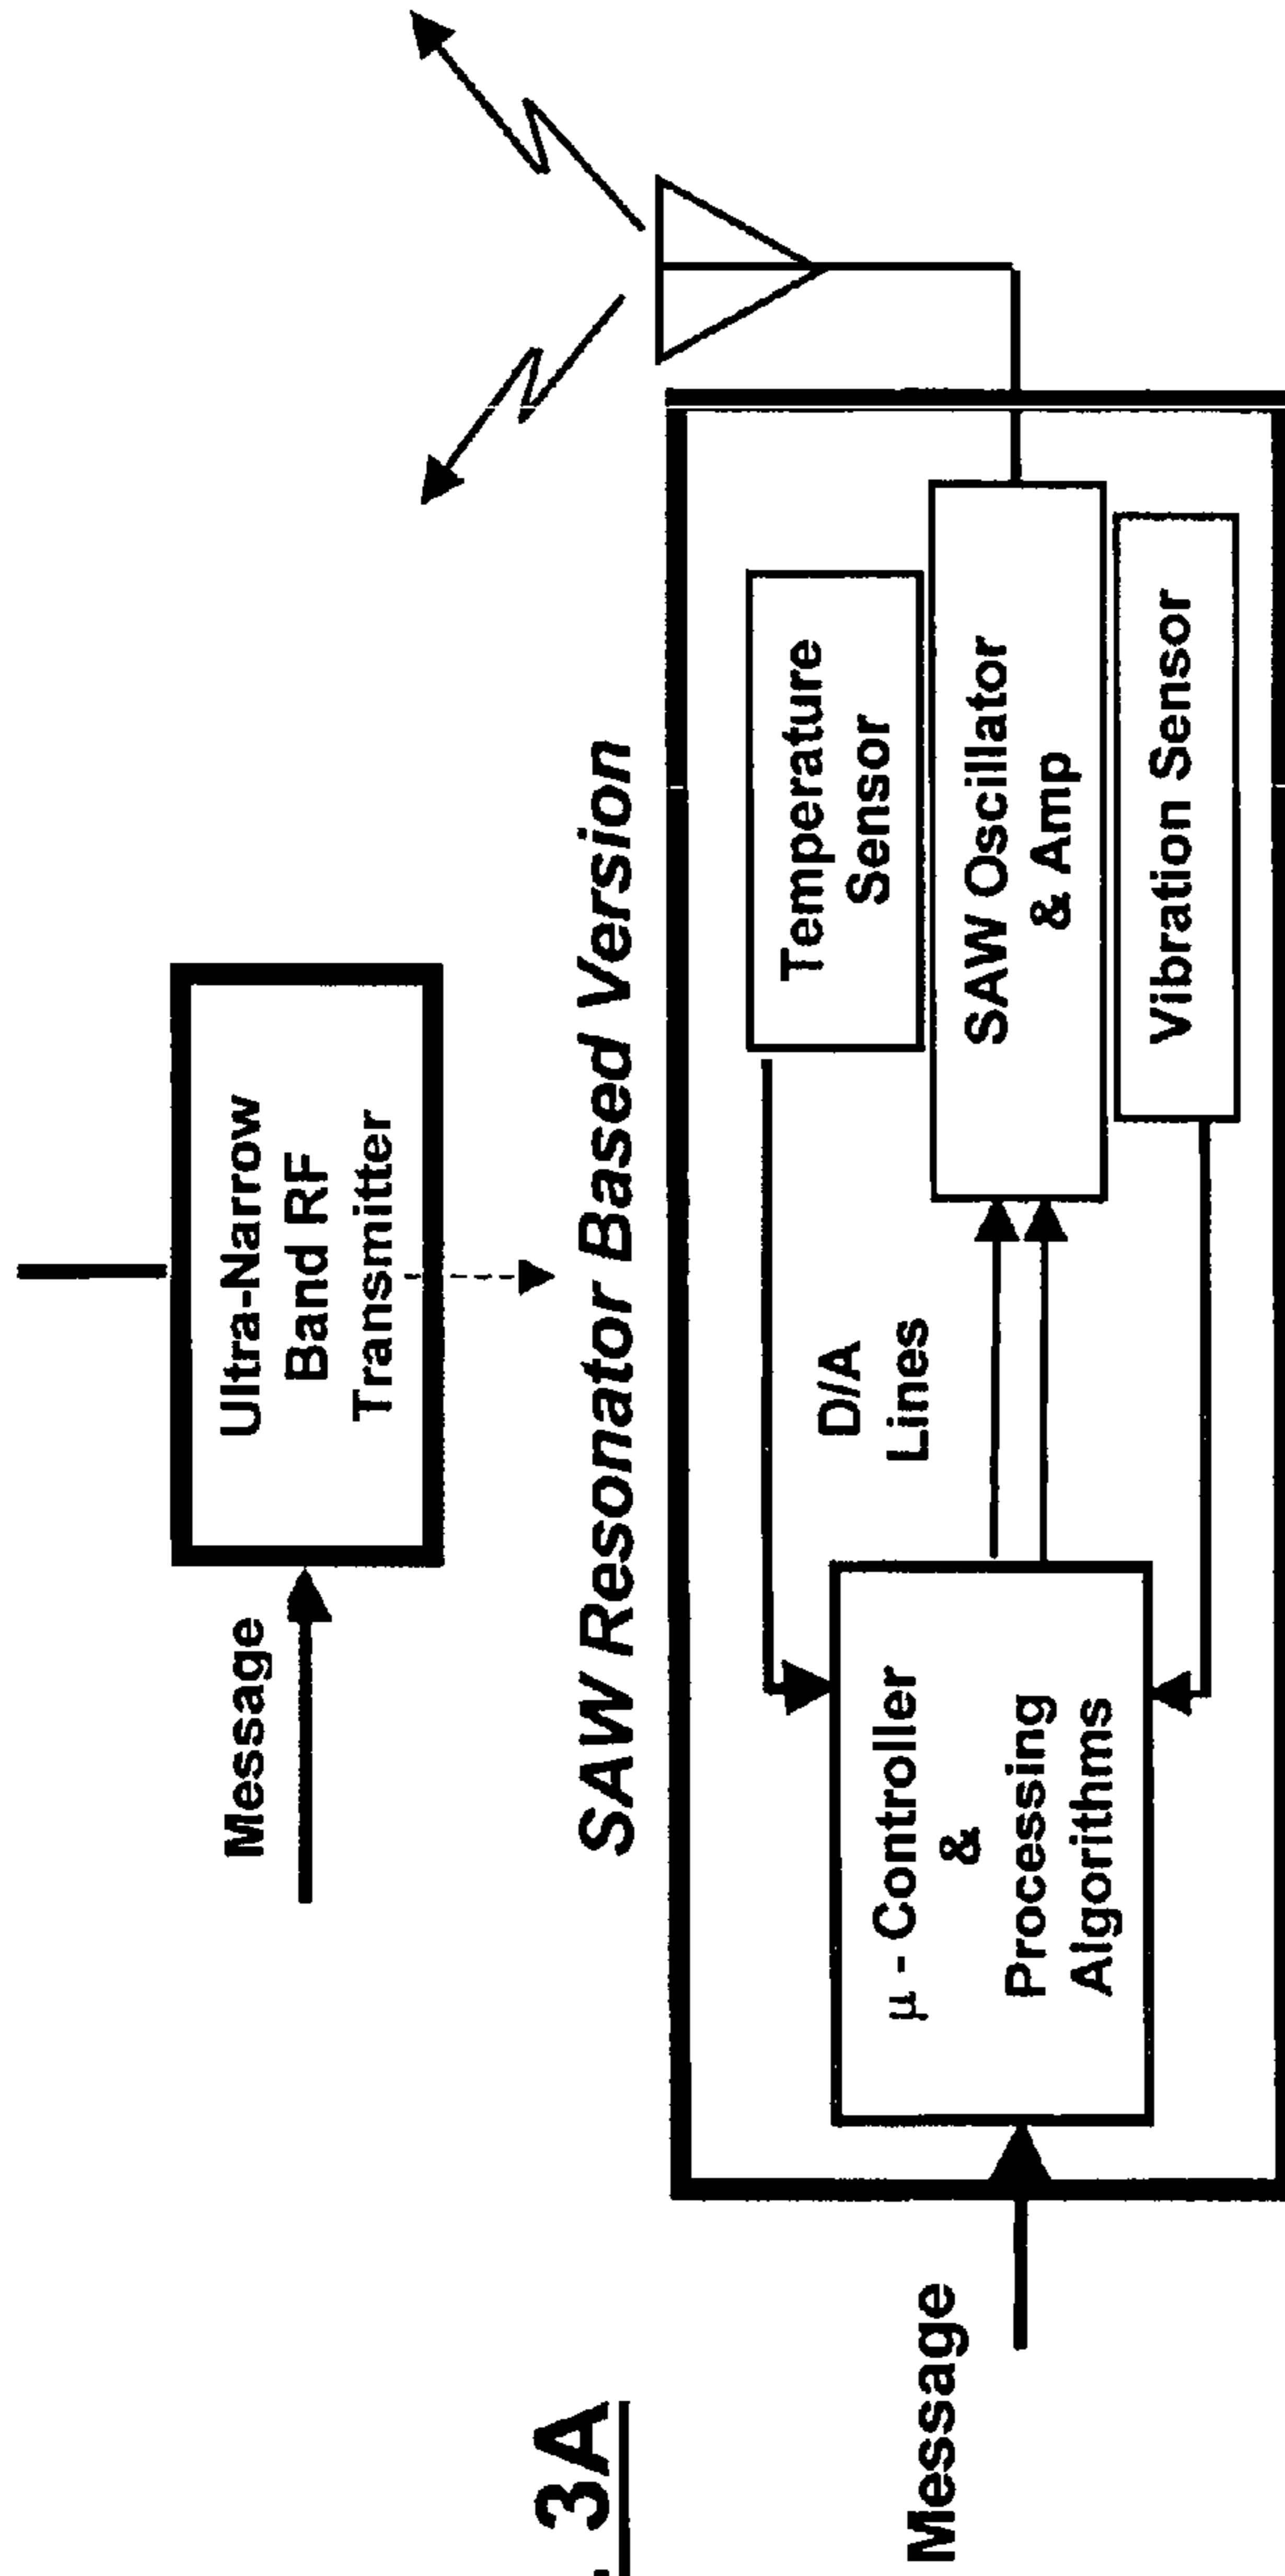 Message
Ultra-Narrow
Band RF
Transmitter
. 3A
SAW Resonator Based Version
Message
μ - Controller
&
Processing
Algorithms
D/A
Lines
Temperature
Sensor
SAW Oscillator
& Amp
Vibration Sensor